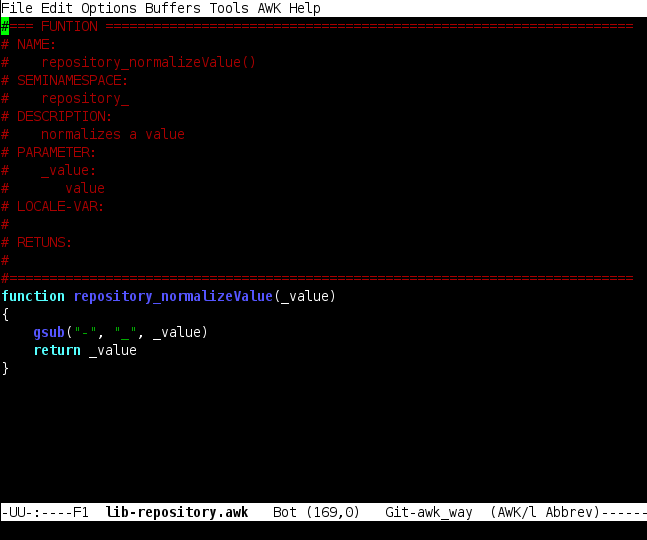 File Edit Options Buffers Tools AWK Help
#=== FUNTION ==================================================================
# NAME:
#    repository_normalizeValue()
# SEMINAMESPACE:
#    repository_
# DESCRIPTION:
#    normalizes a value
# PARAMETER:
#    _value:
#       value
# LOCALE-VAR:
#
# RETUNS:
#
#==============================================================================
function repository_normalizeValue(_value)
{
    gsub("-", "_", _value)
    return _value
}
-UU-:----F1  lib-repository.awk   Bot (169,0)   Git-awk_way  (AWK/l Abbrev)------